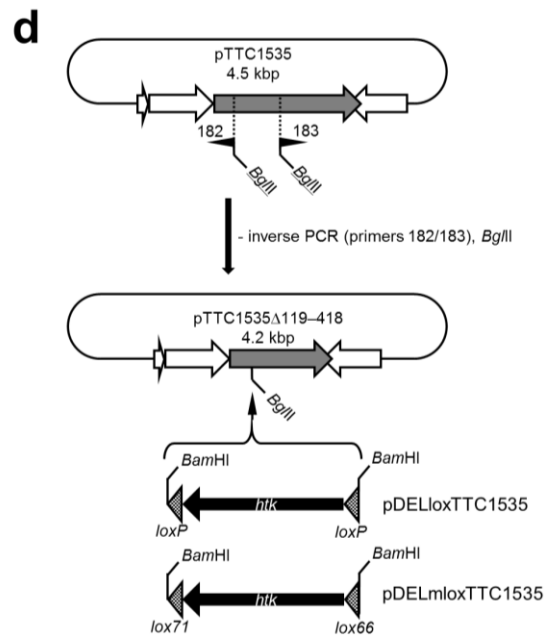 d
pTTC1535
4.5 kbp
182 183
BglII BglII
- inverse PCR (primers 182/183), BglII
pTTC1535Δ119–418
4.2 kbp
BglII
BamHI BamHI
htk pDELloxTTC1535
loxP loxP
BamHI BamHI
htk pDELmloxTTC1535
lox71 lox66